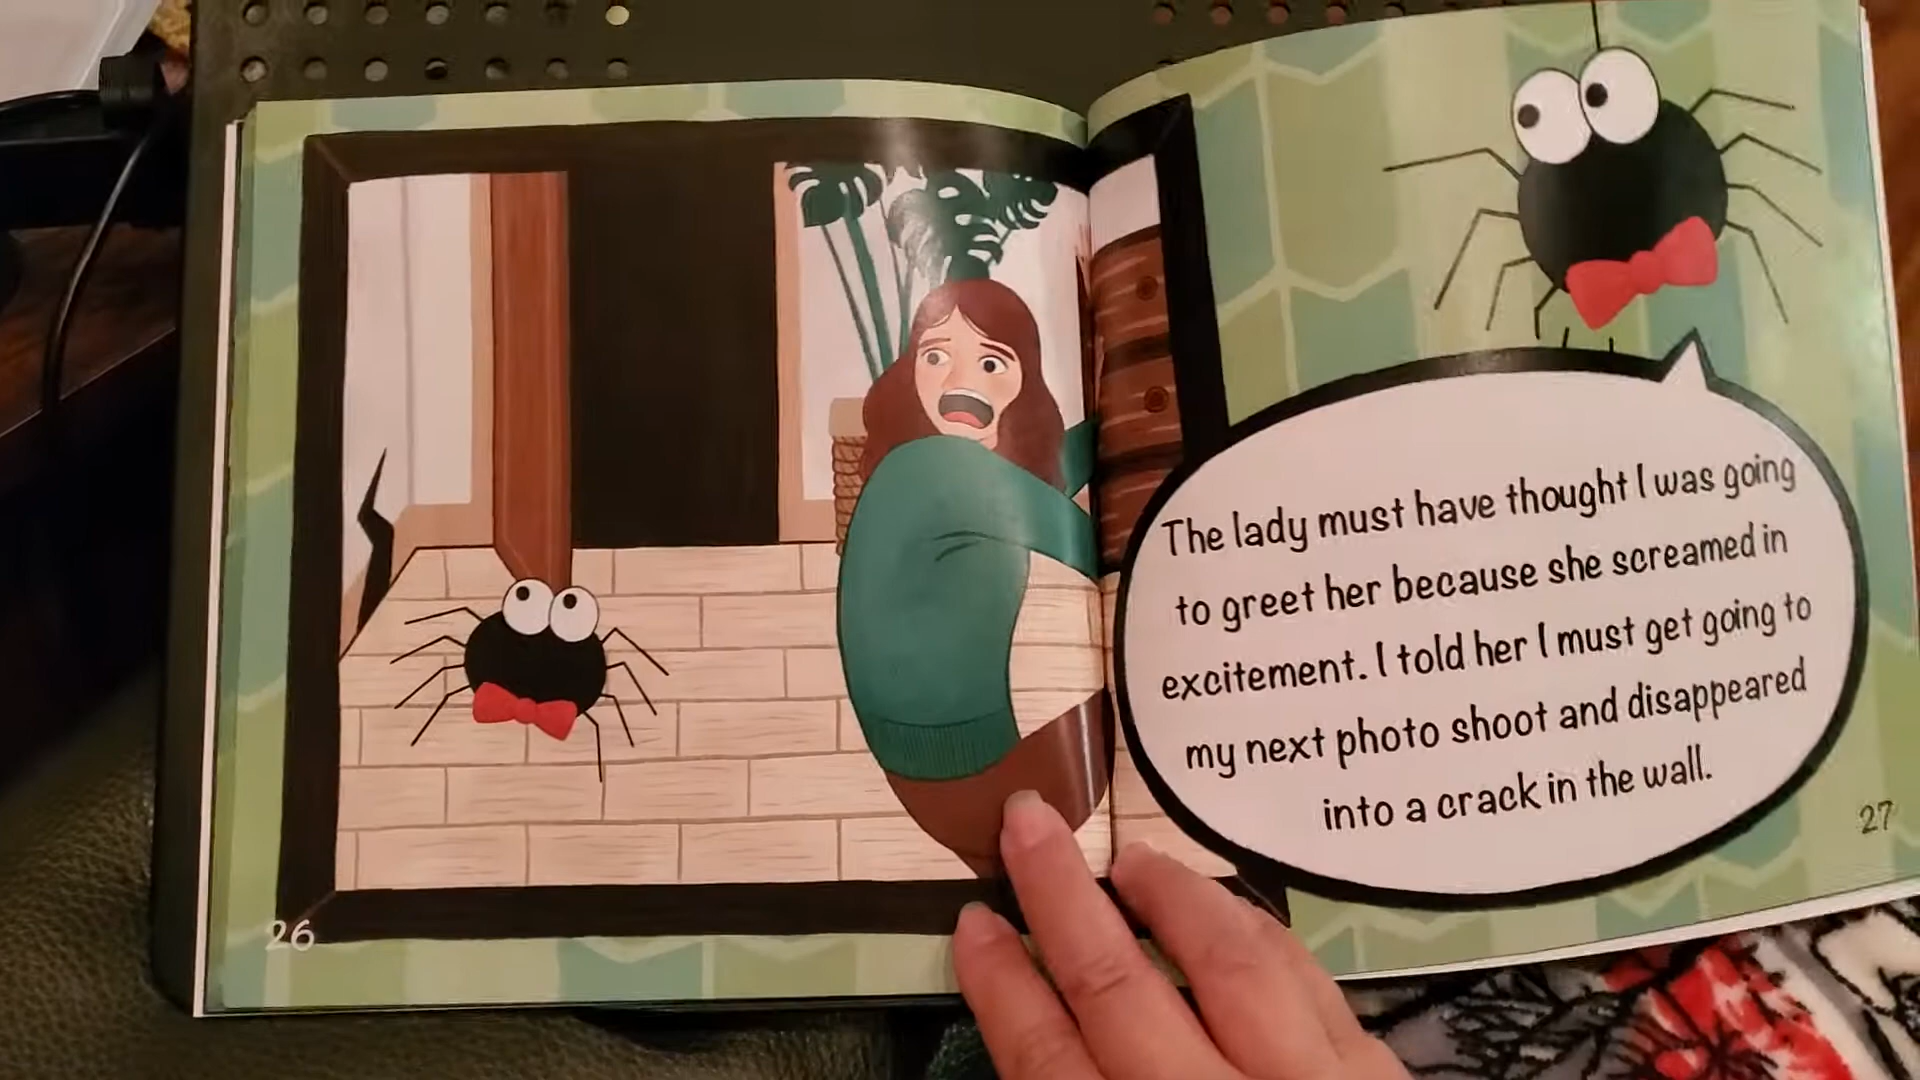 The lady must have thought I was going
to greet her because she screamed in
excitement. I told her I must get going to
my next photo shoot and disappeared
into a crack in the wall.
26
27